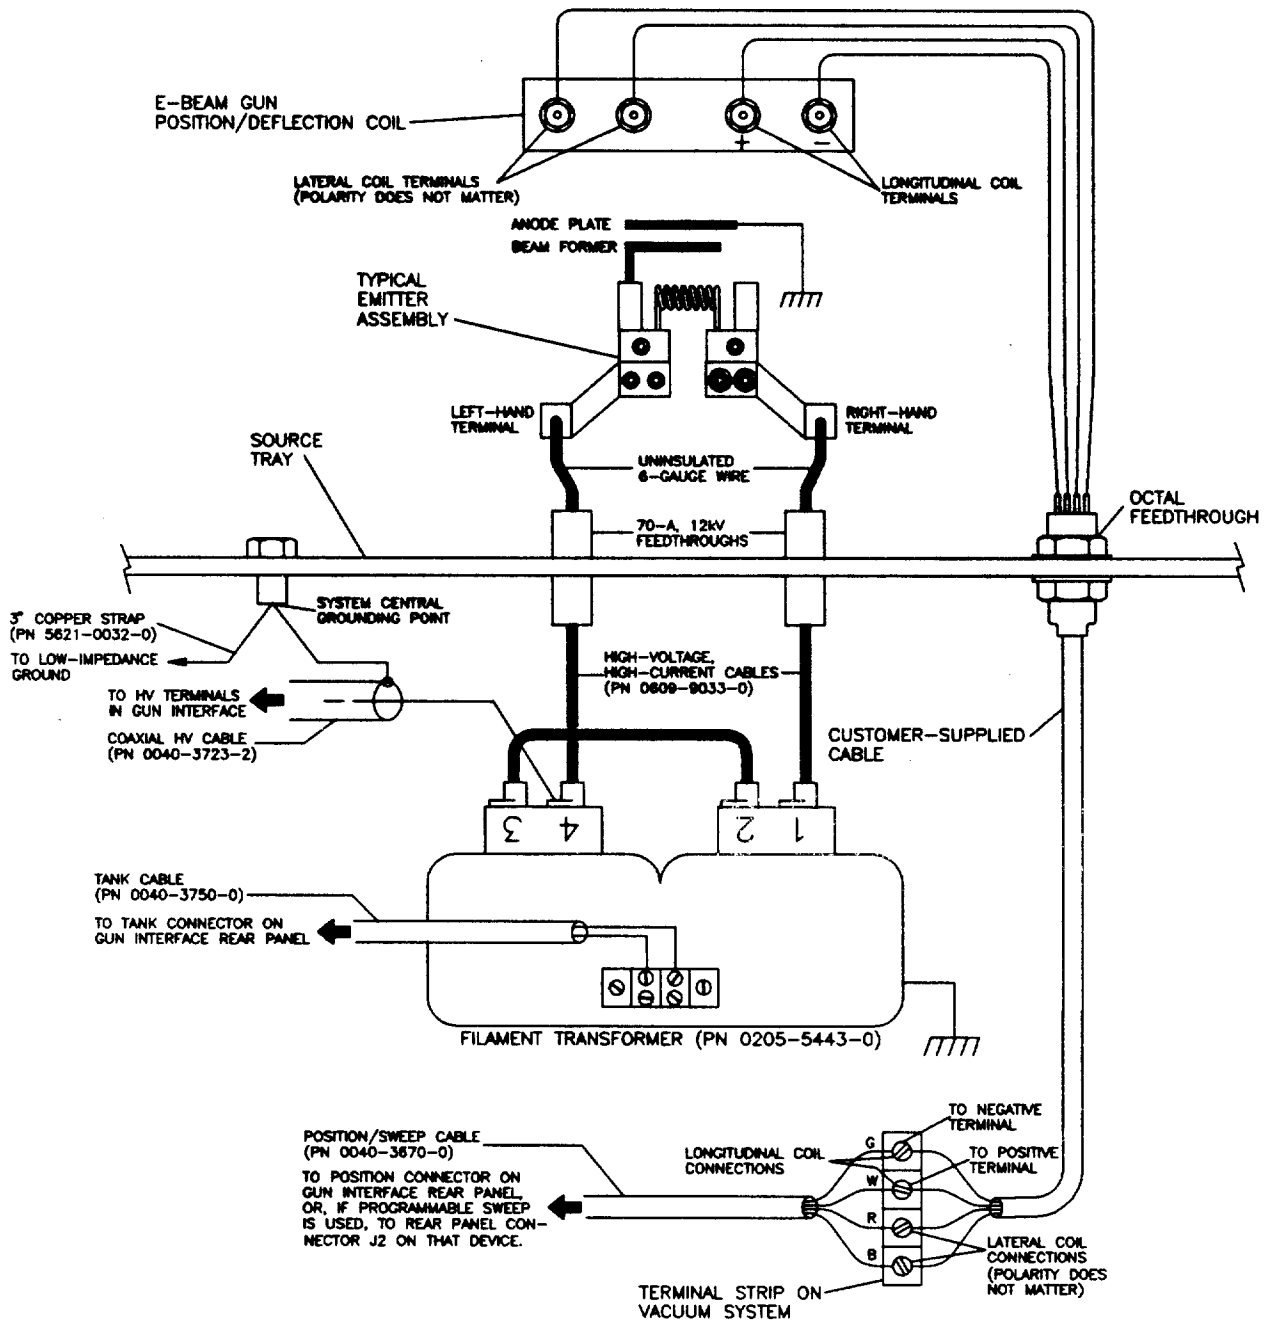 E-BEAM GUN
POSITION/DEFLECTION COIL
+
−
LATERAL COIL TERMINALS
(POLARITY DOES NOT MATTER)
LONGITUDINAL COIL
TERMINALS
ANODE PLATE
BEAM FORMER
TYPICAL
EMITTER
ASSEMBLY
LEFT-HAND
TERMINAL
RIGHT-HAND
TERMINAL
SOURCE
TRAY
UNINSULATED
6-GAUGE WIRE
OCTAL
FEEDTHROUGH
70-A, 12kV
FEEDTHROUGHS
SYSTEM CENTRAL
GROUNDING POINT
3" COPPER STRAP
(PN 5621-0032-0)
TO LOW-IMPEDANCE
GROUND
HIGH-VOLTAGE,
HIGH-CURRENT CABLES
(PN 0609-9033-0)
TO HV TERMINALS
IN GUN INTERFACE
COAXIAL HV CABLE
(PN 0040-3723-2)
CUSTOMER-SUPPLIED
CABLE
3 4 2 1
TANK CABLE
(PN 0040-3750-0)
TO TANK CONNECTOR ON
GUN INTERFACE REAR PANEL
FILAMENT TRANSFORMER (PN 0205-5443-0)
POSITION/SWEEP CABLE
(PN 0040-3670-0)
TO POSITION CONNECTOR ON
GUN INTERFACE REAR PANEL,
OR, IF PROGRAMMABLE SWEEP
IS USED, TO REAR PANEL CON-
NECTOR J2 ON THAT DEVICE.
LONGITUDINAL COIL
CONNECTIONS
G
W
R
B
TO NEGATIVE
TERMINAL
TO POSITIVE
TERMINAL
LATERAL COIL
CONNECTIONS
(POLARITY DOES
NOT MATTER)
TERMINAL STRIP ON
VACUUM SYSTEM